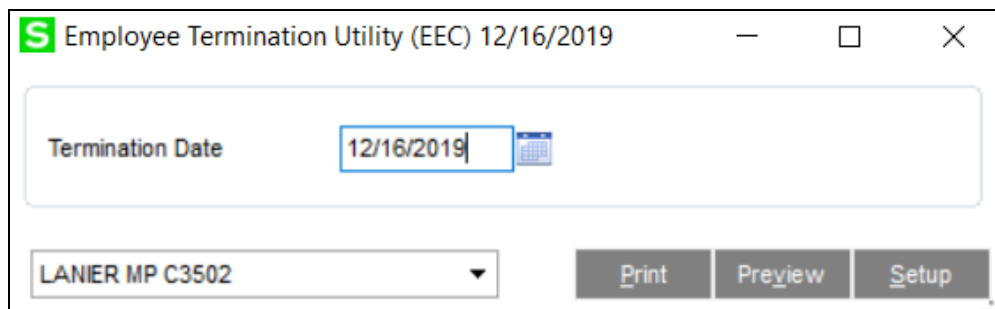 S Employee Termination Utility (EEC) 12/16/2019
Termination Date 12/16/2019
LANIER MP C3502 Print Preview Setup